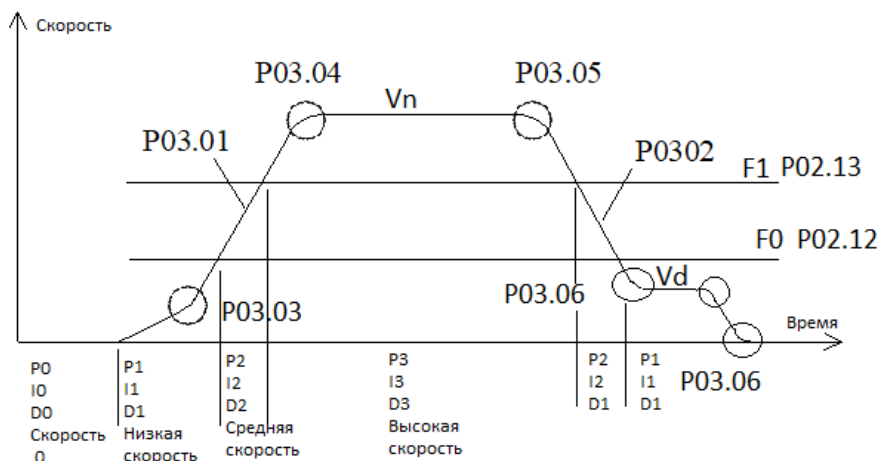 Скорость
P03.04
P03.05
Vn
P03.01
P0302
F1 P02.13
F0 P02.12
P03.03
P03.06
Vd
Время
P03.06
P0
I0
D0
Скорость
0
P1
I1
D1
Низкая
скорость
P2
I2
D2
Средняя
скорость
P3
I3
D3
Высокая
скорость
P2
I2
D1
P1
I1
D1